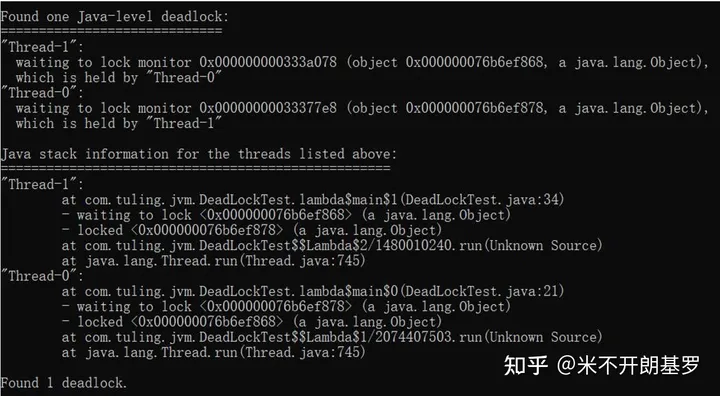 Found one Java-level deadlock:
=============================
"Thread-1":
  waiting to lock monitor 0x000000000333a078 (object 0x000000076b6ef868, a java.lang.Object),
  which is held by "Thread-0"
"Thread-0":
  waiting to lock monitor 0x00000000033377e8 (object 0x000000076b6ef878, a java.lang.Object),
  which is held by "Thread-1"
Java stack information for the threads listed above:
===================================================
"Thread-1":
        at com.tuling.jvm.DeadLockTest.lambda$main$1(DeadLockTest.java:34)
        - waiting to lock <0x000000076b6ef868> (a java.lang.Object)
        - locked <0x000000076b6ef878> (a java.lang.Object)
        at com.tuling.jvm.DeadLockTest$$Lambda$2/1480010240.run(Unknown Source)
        at java.lang.Thread.run(Thread.java:745)
"Thread-0":
        at com.tuling.jvm.DeadLockTest.lambda$main$0(DeadLockTest.java:21)
        - waiting to lock <0x000000076b6ef878> (a java.lang.Object)
        - locked <0x000000076b6ef868> (a java.lang.Object)
        at com.tuling.jvm.DeadLockTest$$Lambda$1/2074407503.run(Unknown Source)
        at java.lang.Thread.run(Thread.java:745)
Found 1 deadlock.
知乎 @米不开朗基罗